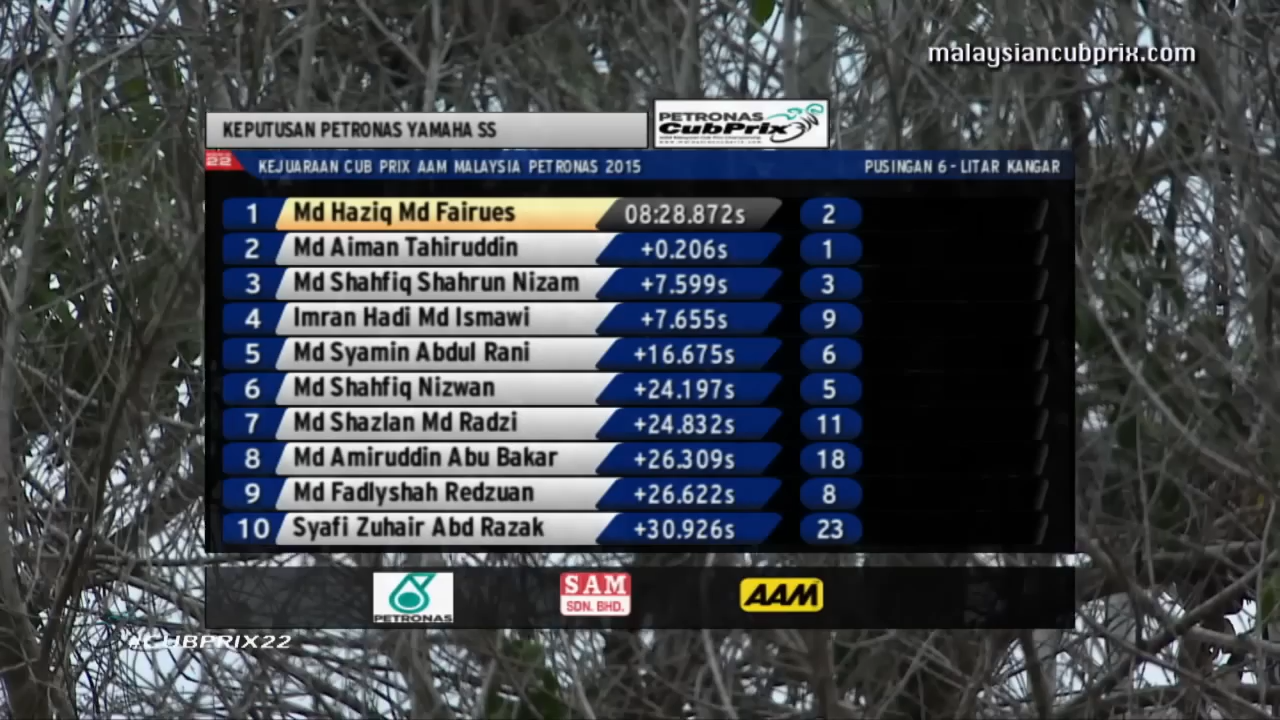 malaysiancubprix.com
KEPUTUSAN PETRONAS YAMAHA SS
PETRONAS
CubPrix
22
KEJUARAAN CUB PRIX AAM MALAYSIA PETRONAS 2015 PUSINGAN 6 - LITAR KANGAR
1 Md Haziq Md Fairues 08:28.872s 2
2 Md Aiman Tahiruddin +0.206s 1
3 Md Shahfiq Shahrun Nizam +7.599s 3
4 Imran Hadi Md Ismawi +7.655s 9
5 Md Syamin Abdul Rani +16.675s 6
6 Md Shahfiq Nizwan +24.197s 5
7 Md Shazlan Md Radzi +24.832s 11
8 Md Amiruddin Abu Bakar +26.309s 18
9 Md Fadlyshah Redzuan +26.622s 8
10 Syafi Zuhair Abd Razak +30.926s 23
PETRONAS
SAM
SDN. BHD.
AAM
#CUBPRIX22